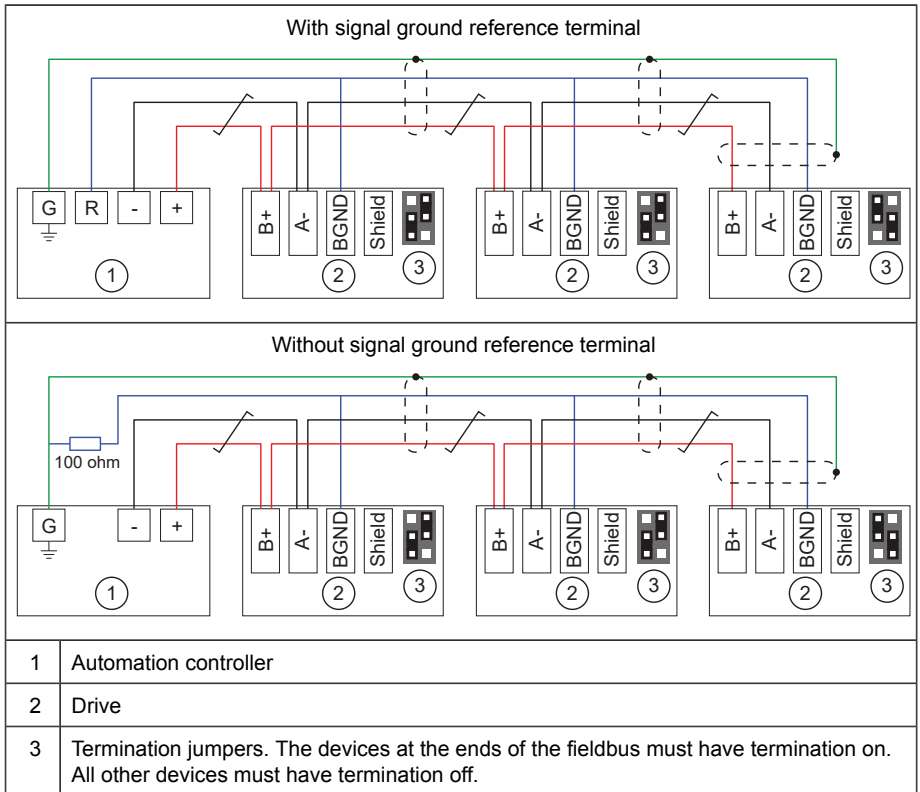 With signal ground reference terminal
G R - + B+ A- BGND Shield B+ A- BGND Shield B+ A- BGND Shield
1 2 3 2 3 2 3
Without signal ground reference terminal
100 ohm
G - + B+ A- BGND Shield B+ A- BGND Shield B+ A- BGND Shield
1 2 3 2 3 2 3
1 Automation controller
2 Drive
3 Termination jumpers. The devices at the ends of the fieldbus must have termination on.
All other devices must have termination off.